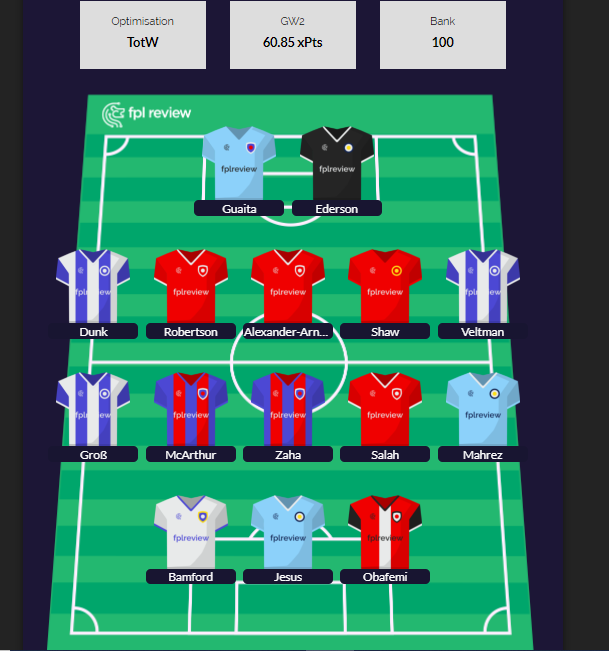 Optimisation
TotW
GW2
60.85 xPts
Bank
100
fpl review
fplreview fplreview
Guaita Ederson
fplreview fplreview fplreview fplreview fplreview
Dunk Robertson Alexander-Arn... Shaw Veltman
fplreview fplreview fplreview fplreview fplreview
Groß McArthur Zaha Salah Mahrez
fplreview fplreview fplreview
Bamford Jesus Obafemi